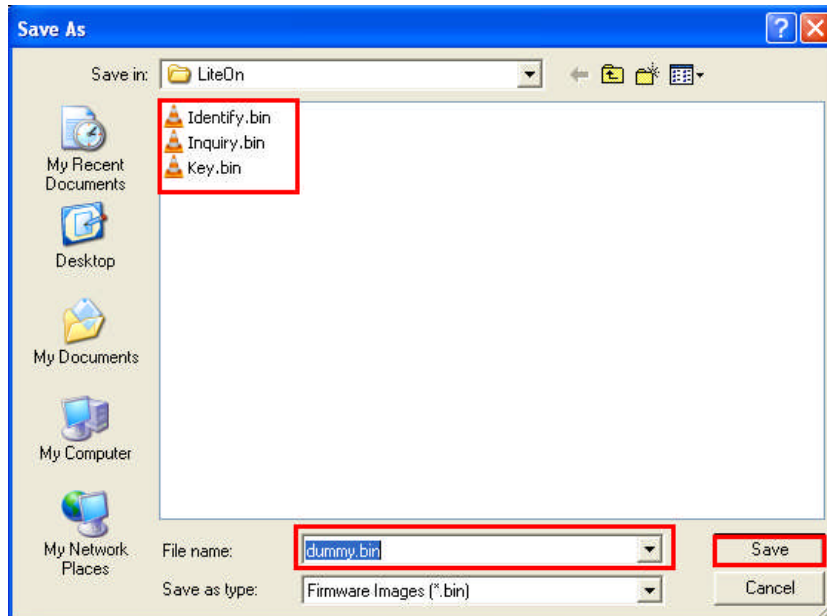 Save As
Save in: LiteOn
Identify.bin
Inquiry.bin
Key.bin
My Recent
Documents
Desktop
My Documents
My Computer
My Network
Places
File name: dummy.bin Save
Save as type: Firmware Images (*.bin) Cancel